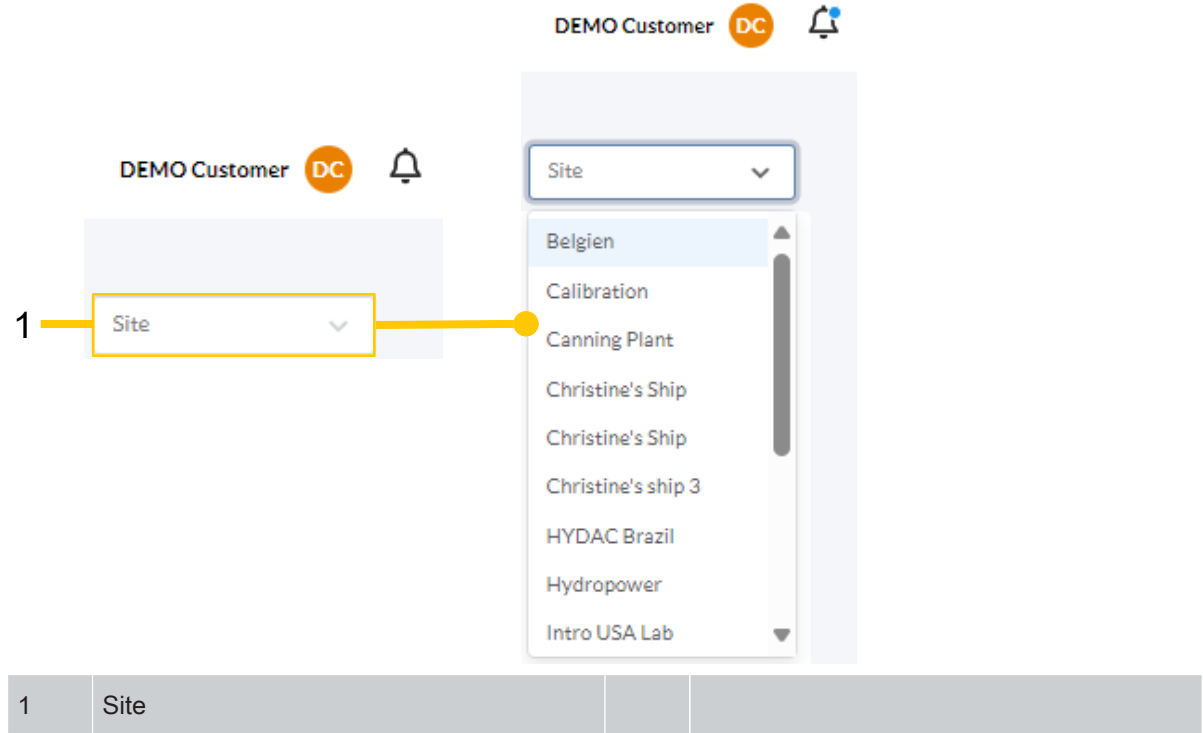 DEMO Customer DC
Site
DEMO Customer DC
Site
1
Site
Belgien
Calibration
Canning Plant
Christine's Ship
Christine's Ship
Christine's ship 3
HYDAC Brazil
Hydropower
Intro USA Lab
1 Site